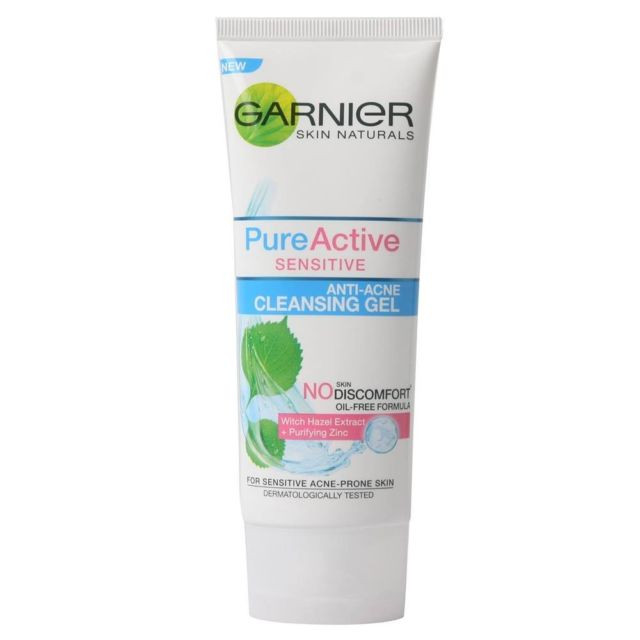 NEW
GARNIER
SKIN NATURALS
PureActive
SENSITIVE
ANTI-ACNE
CLEANSING GEL
NO SKIN DISCOMFORT*
OIL-FREE FORMULA
Witch Hazel Extract
+ Purifying Zinc
FOR SENSITIVE ACNE-PRONE SKIN
DERMATOLOGICALLY TESTED